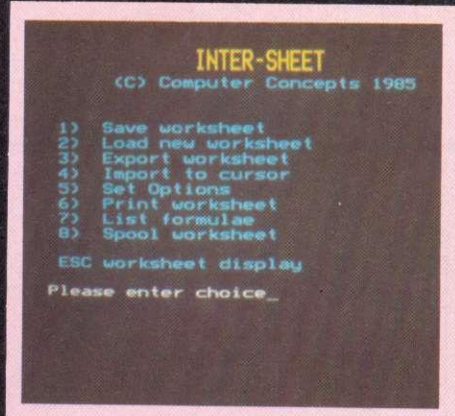 INTER-SHEET
(C) Computer Concepts 1985
1) Save worksheet
2) Load new worksheet
3) Export worksheet
4) Import to cursor
5) Set Options
6) Print worksheet
7) List formulae
8) Spool worksheet
ESC worksheet display
Please enter choice_